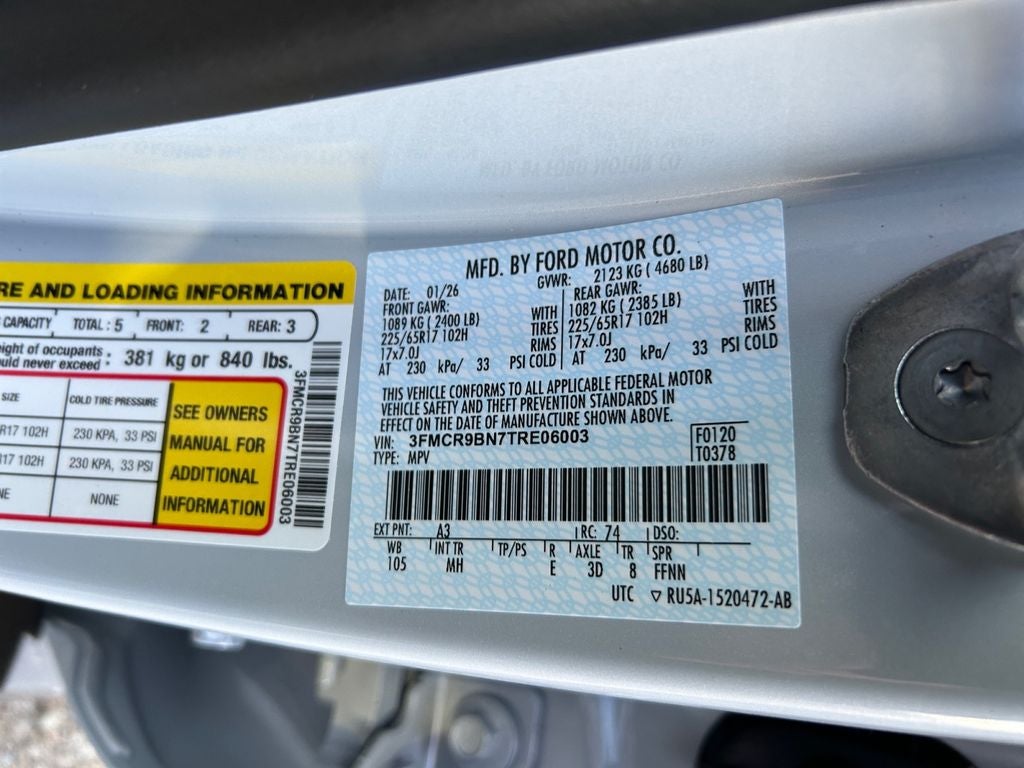 RE AND LOADING INFORMATION
CAPACITY TOTAL : 5 FRONT: 2 REAR: 3
ight of occupants
ould never exceed : 381 kg or 840 lbs.
SIZE COLD TIRE PRESSURE
R17 102H 230 KPA, 33 PSI
R17 102H 230 KPA, 33 PSI
NE NONE
SEE OWNERS
MANUAL FOR
ADDITIONAL
INFORMATION
3FMCR9BN7TRE06003
MFD. BY FORD MOTOR CO.
DATE: 01/26 GVWR: 2123 KG ( 4680 LB)
FRONT GAWR: WITH REAR GAWR: WITH
1089 KG ( 2400 LB) TIRES 1082 KG ( 2385 LB) TIRES
225/65R17 102H RIMS 225/65R17 102H RIMS
17x7.0J 17x7.0J
AT 230 kPa/ 33 PSI COLD AT 230 kPa/ 33 PSI COLD
THIS VEHICLE CONFORMS TO ALL APPLICABLE FEDERAL MOTOR
VEHICLE SAFETY AND THEFT PREVENTION STANDARDS IN
EFFECT ON THE DATE OF MANUFACTURE SHOWN ABOVE.
VIN: 3FMCR9BN7TRE06003 F0120
TYPE: MPV T0378
EXT PNT: A3 RC: 74 DSO:
WB INT TR TP/PS R AXLE TR SPR
105 MH E 3D 8 FFNN
UTC ▽ RU5A-1520472-AB